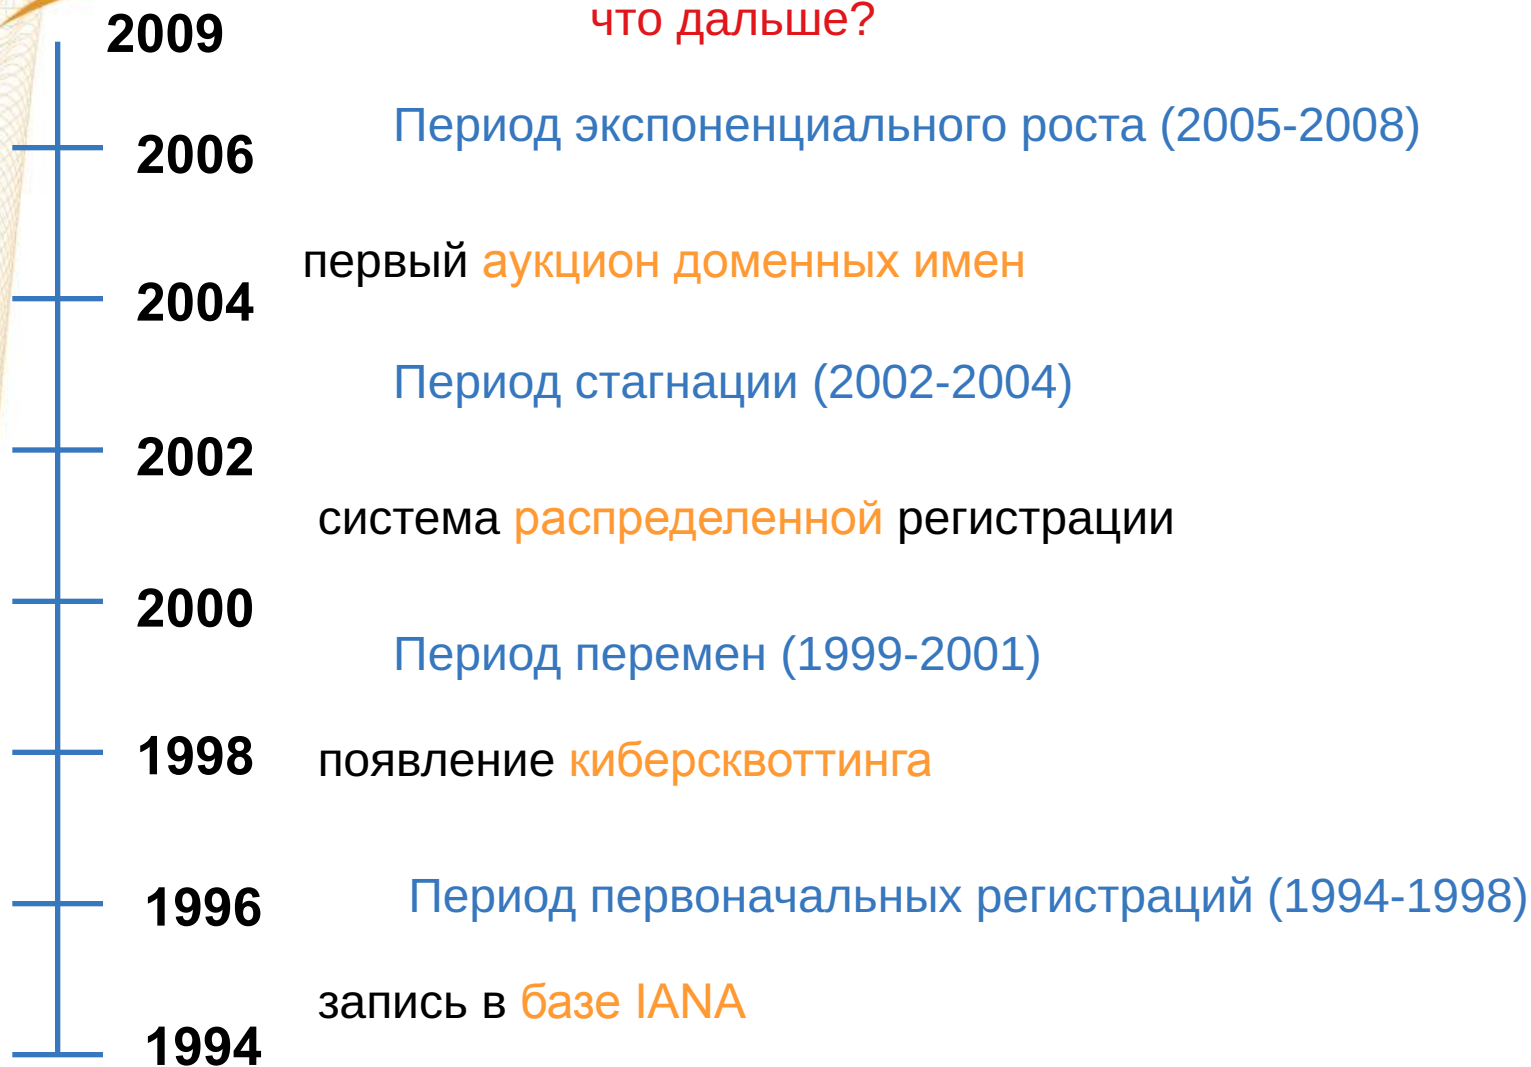 2009
что дальше?
Период экспоненциального роста (2005-2008)
2006
первый аукцион доменных имен
2004
Период стагнации (2002-2004)
2002
система распределенной регистрации
2000
Период перемен (1999-2001)
1998
появление киберсквоттинга
1996
Период первоначальных регистраций (1994-1998)
запись в базе IANA
1994